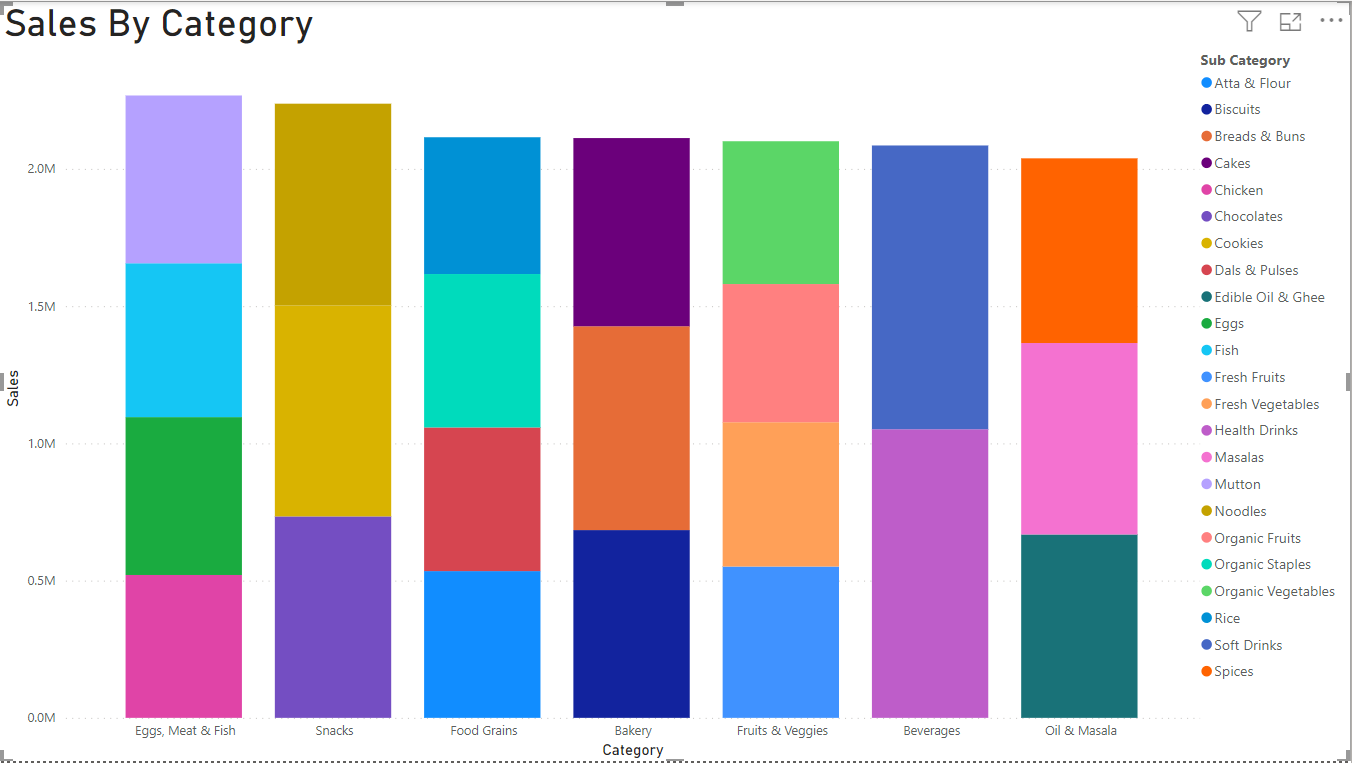 Sales By Category
Sub Category
Atta & Flour
Biscuits
Breads & Buns
Cakes
Chicken
Chocolates
Cookies
Dals & Pulses
Edible Oil & Ghee
Eggs
Fish
Fresh Fruits
Fresh Vegetables
Health Drinks
Masalas
Mutton
Noodles
Organic Fruits
Organic Staples
Organic Vegetables
Rice
Soft Drinks
Spices
Sales
2.0M
1.5M
1.0M
0.5M
0.0M
Eggs, Meat & Fish Snacks Food Grains Bakery Fruits & Veggies Beverages Oil & Masala
Category